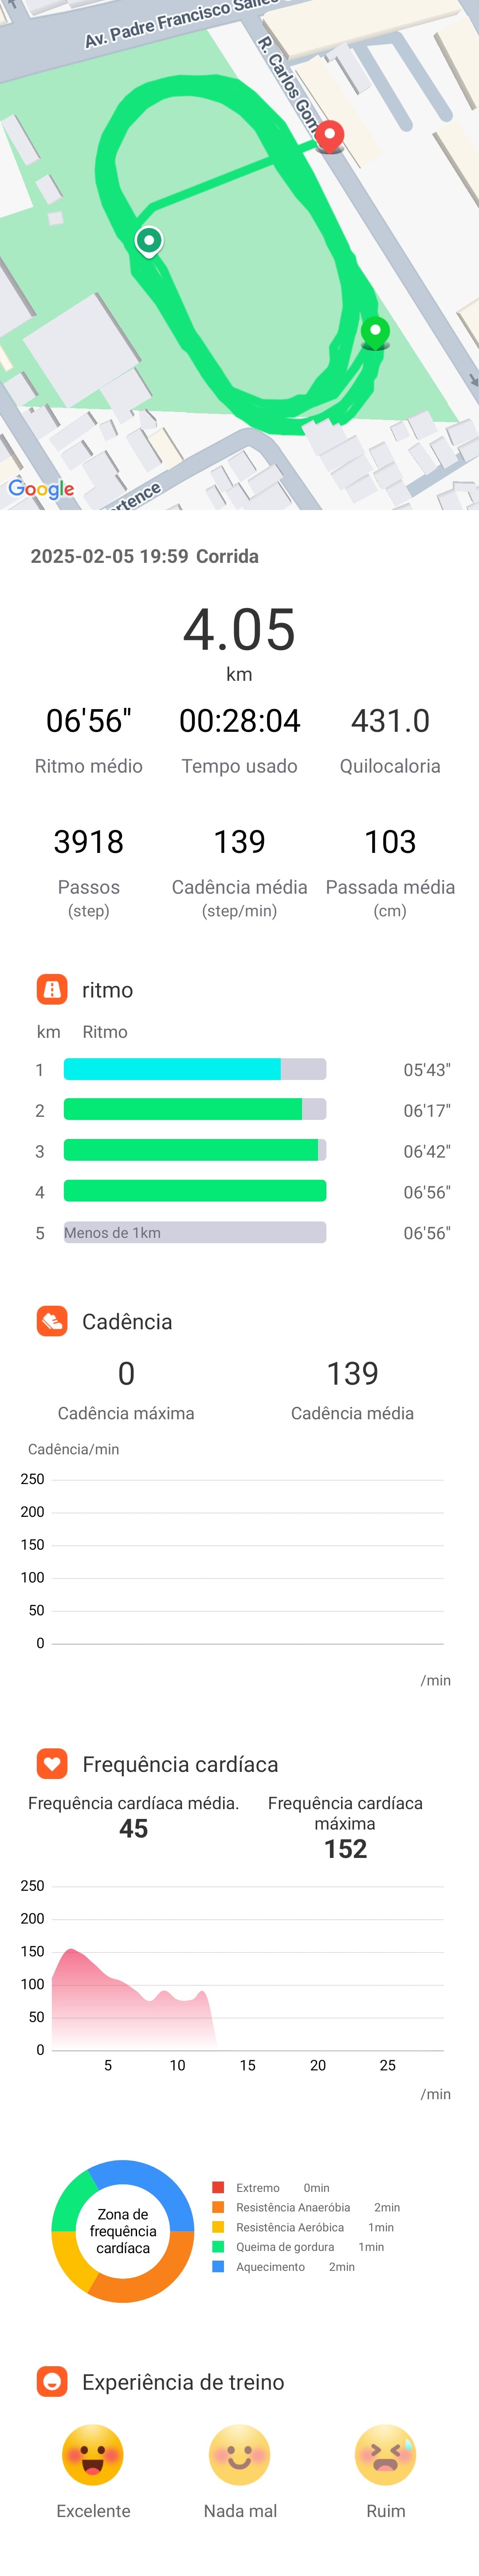 Av. Padre Francisco Salles
R. Carlos Gom
Google
rtence
2025-02-05 19:59 Corrida
4.05
km
06'56" 00:28:04 431.0
Ritmo médio Tempo usado Quilocaloria
3918 139 103
Passos Cadência média Passada média
(step) (step/min) (cm)
ritmo
km Ritmo
1 05'43"
2 06'17"
3 06'42"
4 06'56"
5 Menos de 1km 06'56"
Cadência
0 139
Cadência máxima Cadência média
Cadência/min
250
200
150
100
50
0
/min
Frequência cardíaca
Frequência cardíaca média. Frequência cardíaca
máxima
45
152
250
200
150
100
50
0
5 10 15 20 25
/min
Zona de
frequência
cardíaca
Extremo 0min
Resistência Anaeróbia 2min
Resistência Aeróbica 1min
Queima de gordura 1min
Aquecimento 2min
Experiência de treino
Excelente Nada mal Ruim